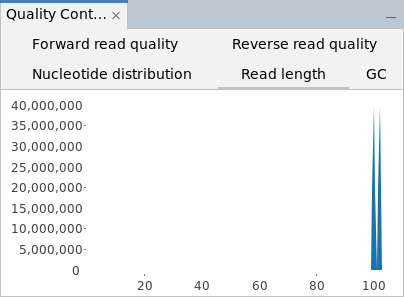 Quality Cont... ×
Forward read quality Reverse read quality
Nucleotide distribution Read length GC
40,000,000
35,000,000
30,000,000
25,000,000
20,000,000
15,000,000
10,000,000
5,000,000
0
20 40 60 80 100